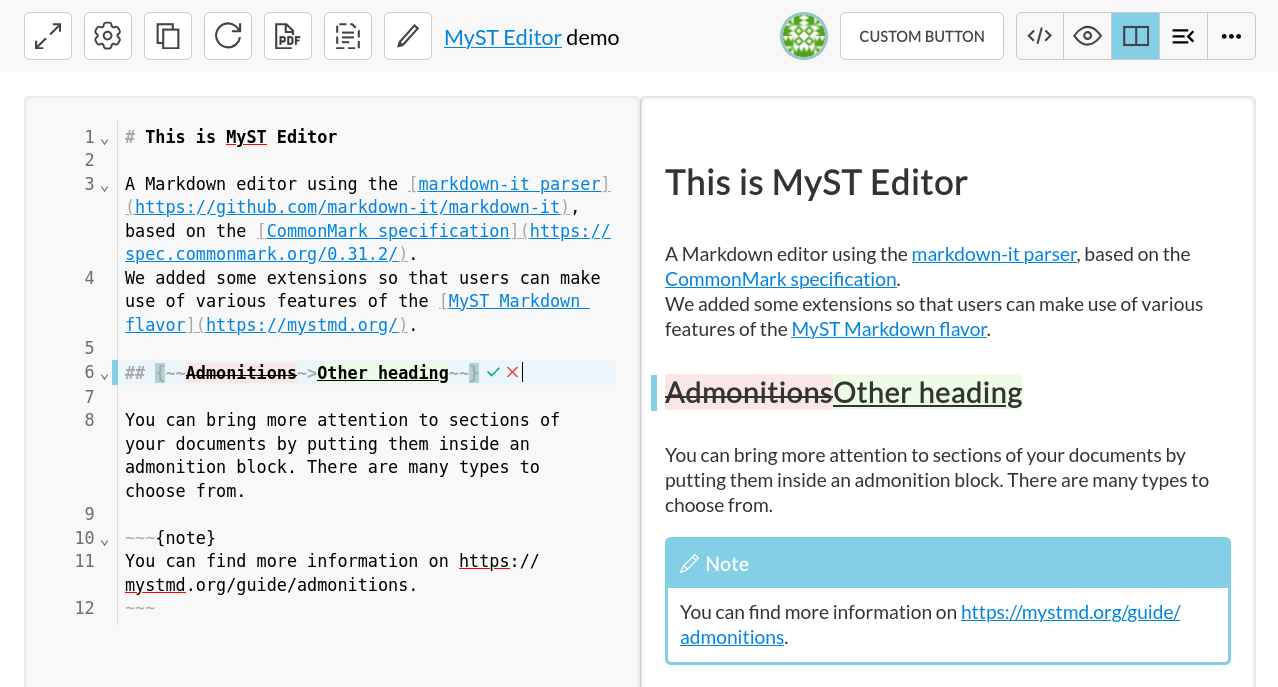 PDF
MyST Editor demo
CUSTOM BUTTON
</>
1 # This is MyST Editor
2
3 A Markdown editor using the [markdown-it parser]
(https://github.com/markdown-it/markdown-it),
based on the [CommonMark specification](https://
spec.commonmark.org/0.31.2/).
4 We added some extensions so that users can make
use of various features of the [MyST Markdown
flavor](https://mystmd.org/).
5
6 ## {~~Admonitions~>Other heading~~}
7
8 You can bring more attention to sections of
your documents by putting them inside an
admonition block. There are many types to
choose from.
9
10 ~~~{note}
11 You can find more information on https://
mystmd.org/guide/admonitions.
12 ~~~
This is MyST Editor
A Markdown editor using the markdown-it parser, based on the
CommonMark specification.
We added some extensions so that users can make use of various
features of the MyST Markdown flavor.
AdmonitionsOther heading
You can bring more attention to sections of your documents by
putting them inside an admonition block. There are many types to
choose from.
Note
You can find more information on https://mystmd.org/guide/
admonitions.